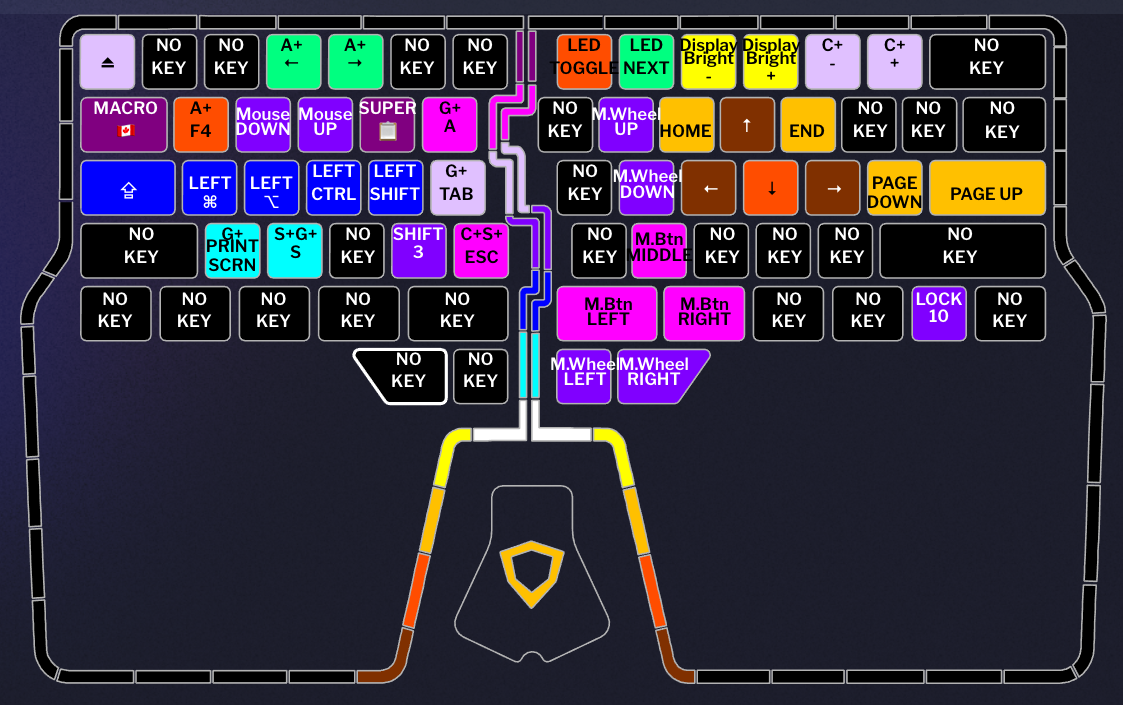 ⏏ NO KEY NO KEY A+ ← A+ → NO KEY NO KEY LED TOGGLE LED NEXT Display Bright - Display Bright + C+ - C+ + NO KEY
MACRO 🇨🇦 A+ F4 Mouse DOWN Mouse UP SUPER 📋 G+ A NO KEY M.Wheel UP HOME ↑ END NO KEY NO KEY NO KEY
⇪ LEFT ⌘ LEFT ⌥ LEFT CTRL LEFT SHIFT G+ TAB NO KEY M.Wheel DOWN ← ↓ → PAGE DOWN PAGE UP
NO KEY G+ PRINT SCRN S+G+ S NO KEY SHIFT 3 C+S+ ESC NO KEY M.Btn MIDDLE NO KEY NO KEY NO KEY NO KEY
NO KEY NO KEY NO KEY NO KEY NO KEY M.Btn LEFT M.Btn RIGHT NO KEY NO KEY LOCK 10 NO KEY
NO KEY NO KEY M.Wheel LEFT M.Wheel RIGHT